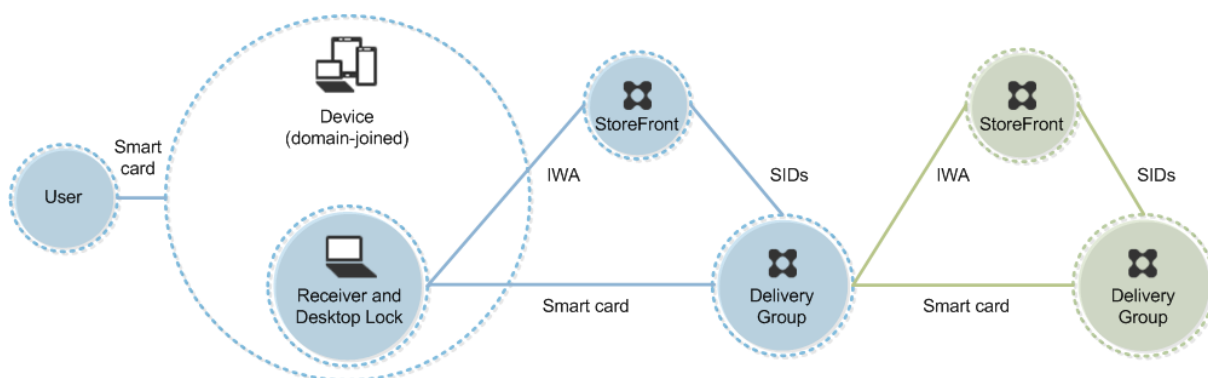 User
Smart
card
Device
(domain-joined)
Receiver and
Desktop Lock
IWA
StoreFront
SIDs
Smart card
Delivery
Group
IWA
StoreFront
SIDs
Smart card
Delivery
Group